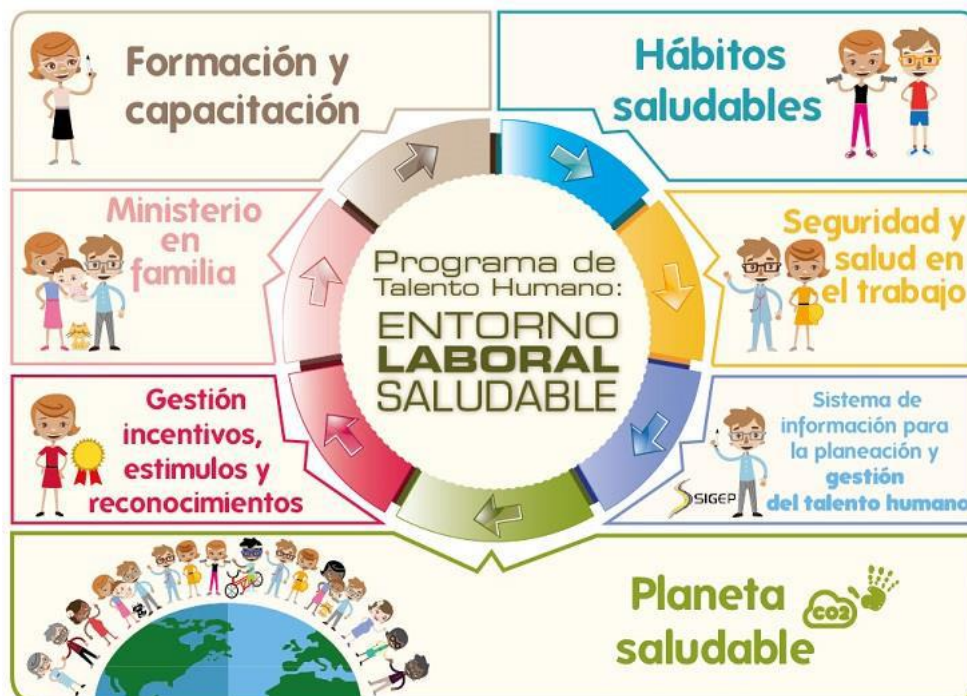 Formación y
capacitación
Hábitos
saludables
Ministerio
en
familia
Programa de
Talento Humano:
ENTORNO
LABORAL
SALUDABLE
Seguridad y
salud en
el trabajo
Gestión
incentivos,
estimulos y
reconocimientos
Sistema de
información para
la planeación y
gestión
del talento humano
SIGEP
Planeta
saludable
CO2